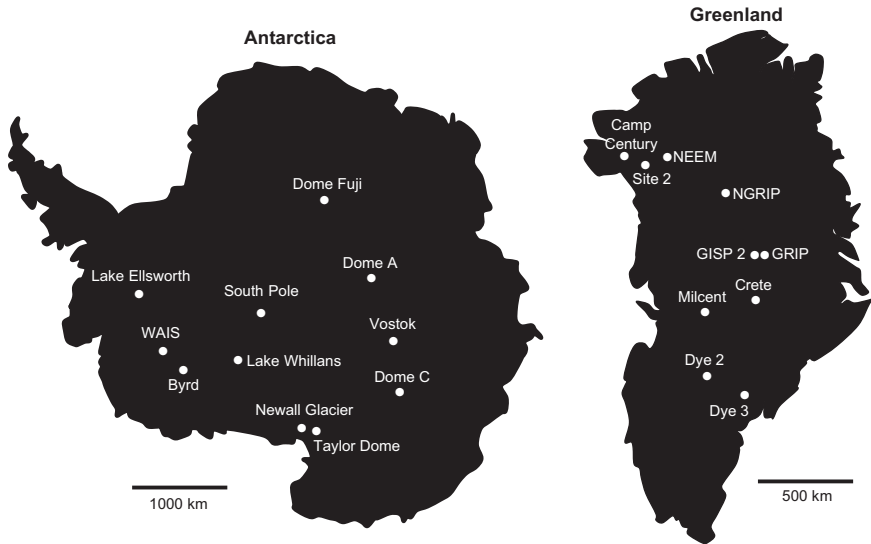 Antarctica
Dome Fuji
Dome A
Lake Ellsworth
South Pole
WAIS
Vostok
Lake Whillans
Byrd
Dome C
Newall Glacier
Taylor Dome
1000 km
Greenland
Camp
Century
NEEM
Site 2
NGRIP
GISP 2
GRIP
Crete
Milcent
Dye 2
Dye 3
500 km